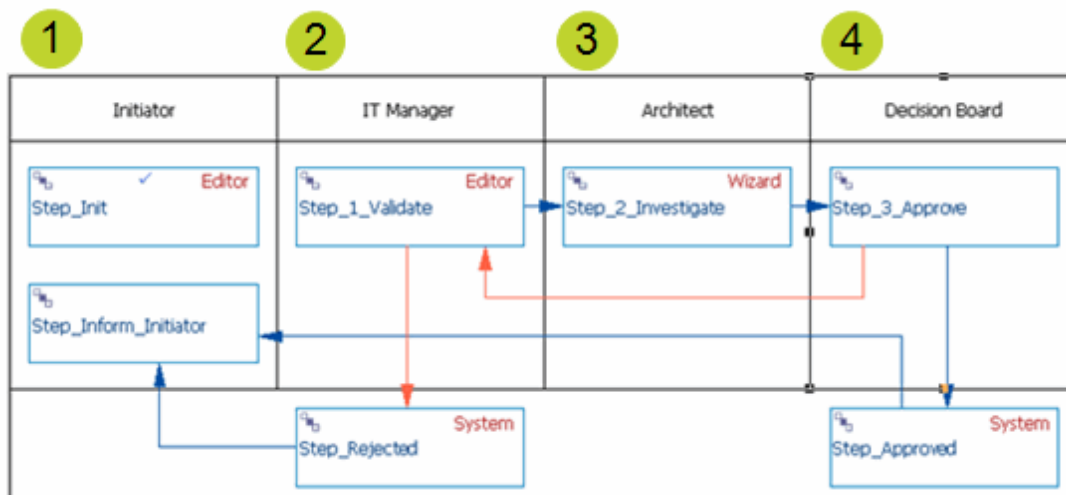 1 2 3 4
Initiator IT Manager Architect Decision Board
Editor Editor Wizard
Step_Init Step_1_Validate Step_2_Investigate Step_3_Approve
Step_Inform_Initiator
System System
Step_Rejected Step_Approved